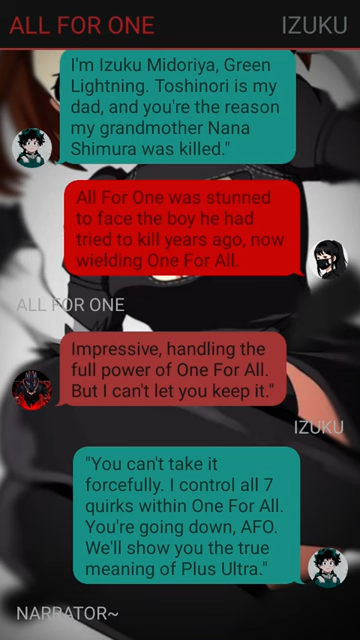 ALL FOR ONE
IZUKU
I'm Izuku Midoriya, Green
Lightning. Toshinori is my
dad, and you're the reason
my grandmother Nana
Shimura was killed."
All For One was stunned
to face the boy he had
tried to kill years ago, now
wielding One For All.
ALL FOR ONE
Impressive, handling the
full power of One For All.
But I can't let you keep it."
IZUKU
"You can't take it
forcefully. I control all 7
quirks within One For All.
You're going down, AFO.
We'll show you the true
meaning of Plus Ultra."
NARRATOR~